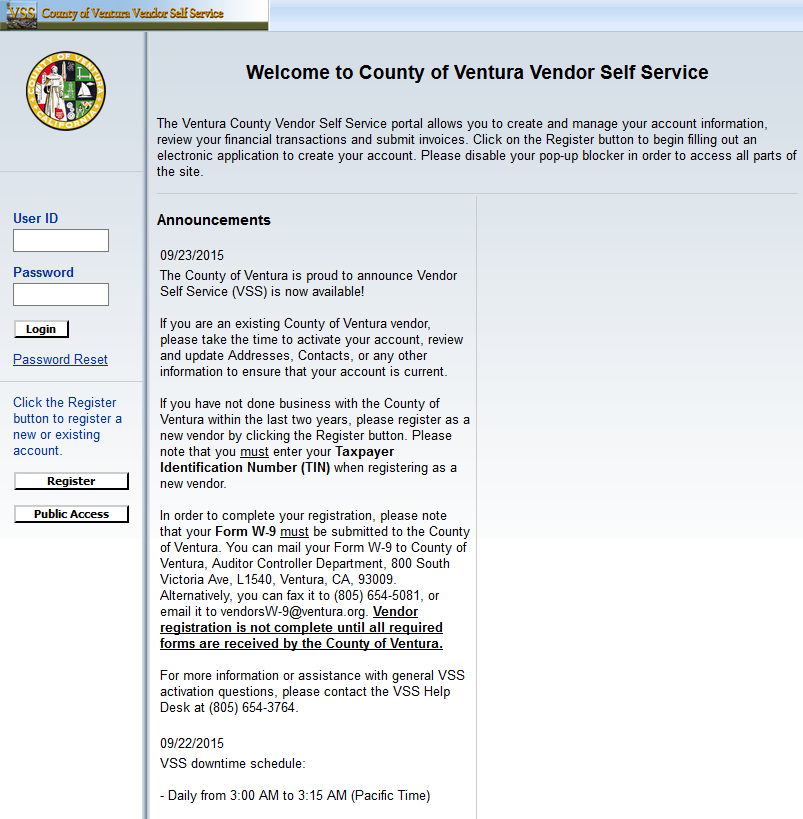 VSS County of Ventura Vendor Self Service
COUNTY OF VENTURA
CALIFORNIA
User ID
Password
Login
Password Reset
Click the Register
button to register a
new or existing
account.
Register
Public Access
Welcome to County of Ventura Vendor Self Service
The Ventura County Vendor Self Service portal allows you to create and manage your account information,
review your financial transactions and submit invoices. Click on the Register button to begin filling out an
electronic application to create your account. Please disable your pop-up blocker in order to access all parts of
the site.
Announcements
09/23/2015
The County of Ventura is proud to announce Vendor
Self Service (VSS) is now available!
If you are an existing County of Ventura vendor,
please take the time to activate your account, review
and update Addresses, Contacts, or any other
information to ensure that your account is current.
If you have not done business with the County of
Ventura within the last two years, please register as a
new vendor by clicking the Register button. Please
note that you must enter your Taxpayer
Identification Number (TIN) when registering as a
new vendor.
In order to complete your registration, please note
that your Form W-9 must be submitted to the County
of Ventura. You can mail your Form W-9 to County of
Ventura, Auditor Controller Department, 800 South
Victoria Ave, L1540, Ventura, CA, 93009.
Alternatively, you can fax it to (805) 654-5081, or
email it to vendorsW-9@ventura.org. Vendor
registration is not complete until all required
forms are received by the County of Ventura.
For more information or assistance with general VSS
activation questions, please contact the VSS Help
Desk at (805) 654-3764.
09/22/2015
VSS downtime schedule:
- Daily from 3:00 AM to 3:15 AM (Pacific Time)